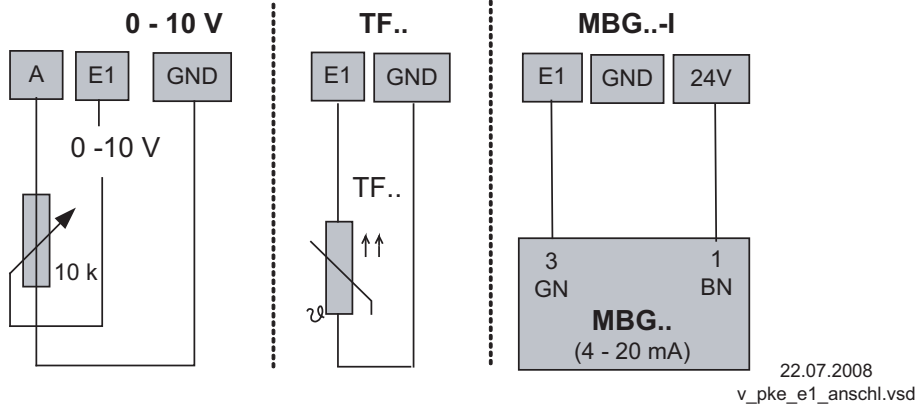 0 - 10 V TF.. MBG..-I
A E1 GND E1 GND E1 GND 24V
0 -10 V
TF..
10 k
ϑ
3 1
GN BN
MBG..
(4 - 20 mA)
22.07.2008
v_pke_e1_anschl.vsd